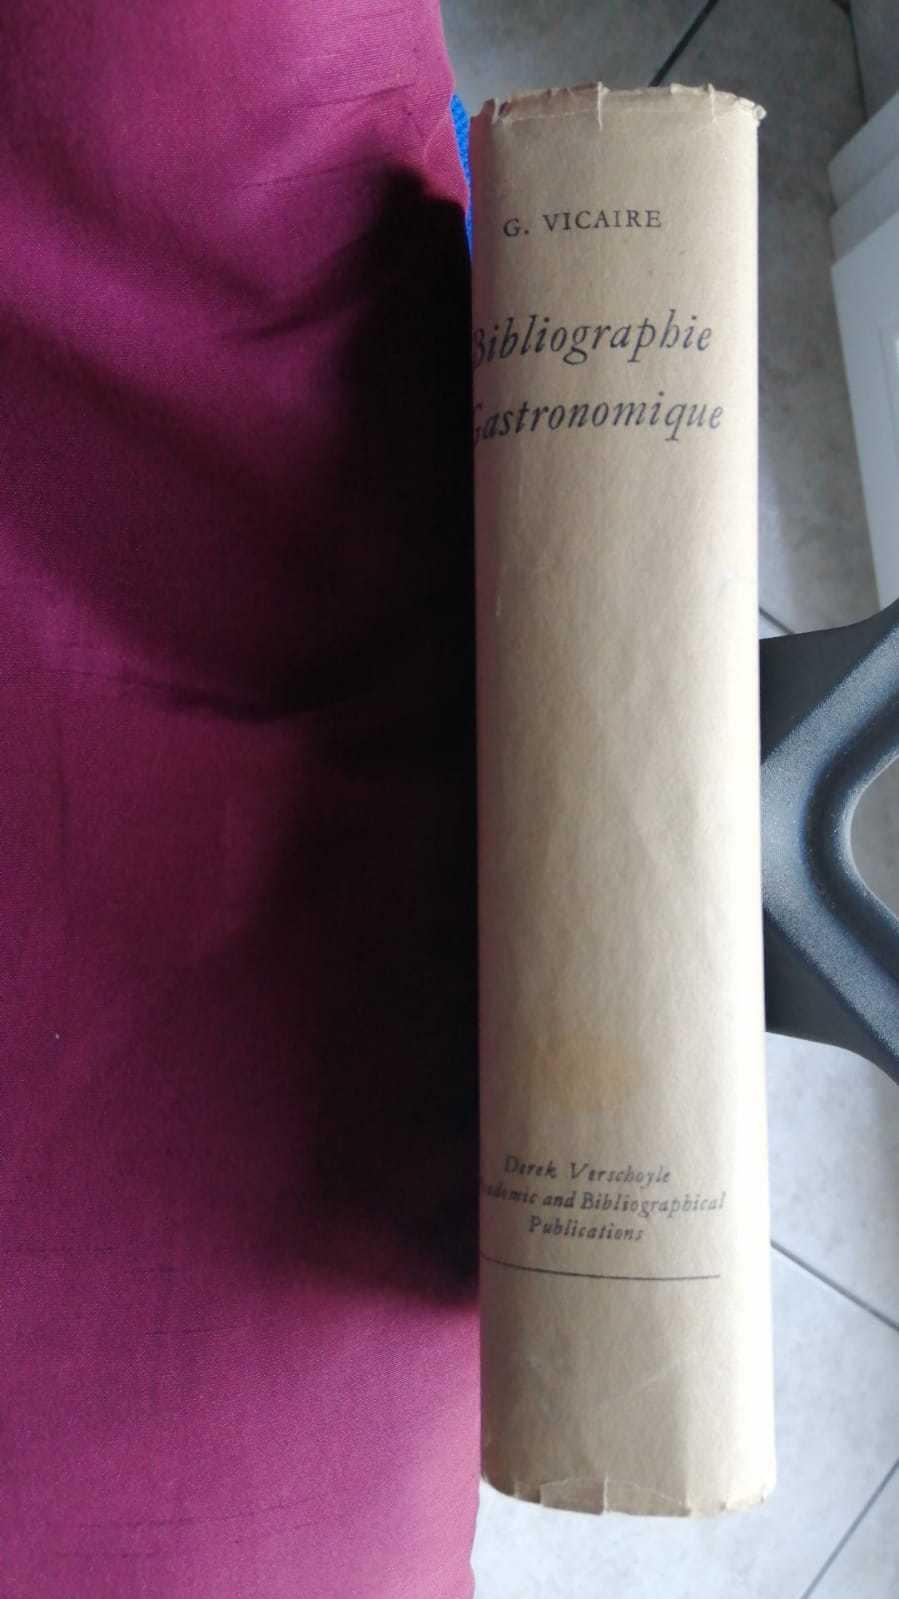 G. VICAIRE
Bibliographie
Gastronomique
Derek Verschoyle
Academic and Bibliographical
Publications